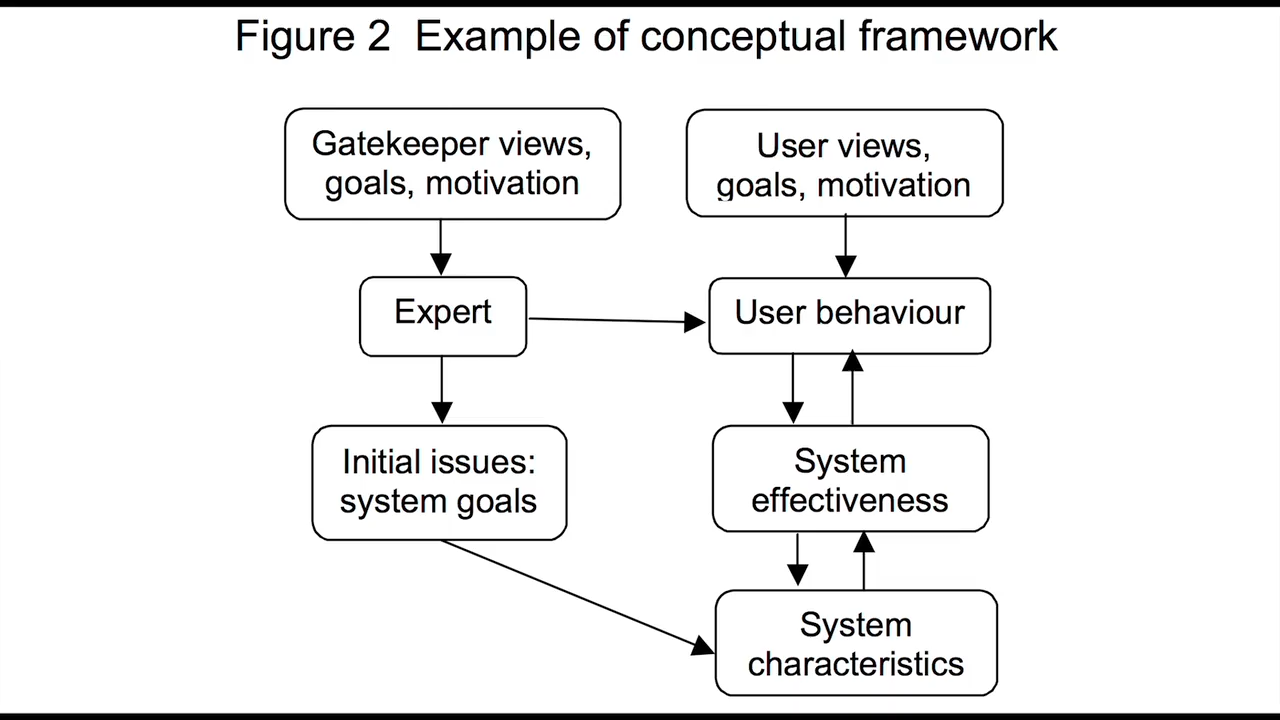 Figure 2  Example of conceptual framework
Gatekeeper views,
goals, motivation
User views,
goals, motivation
Expert
User behaviour
Initial issues:
system goals
System
effectiveness
System
characteristics